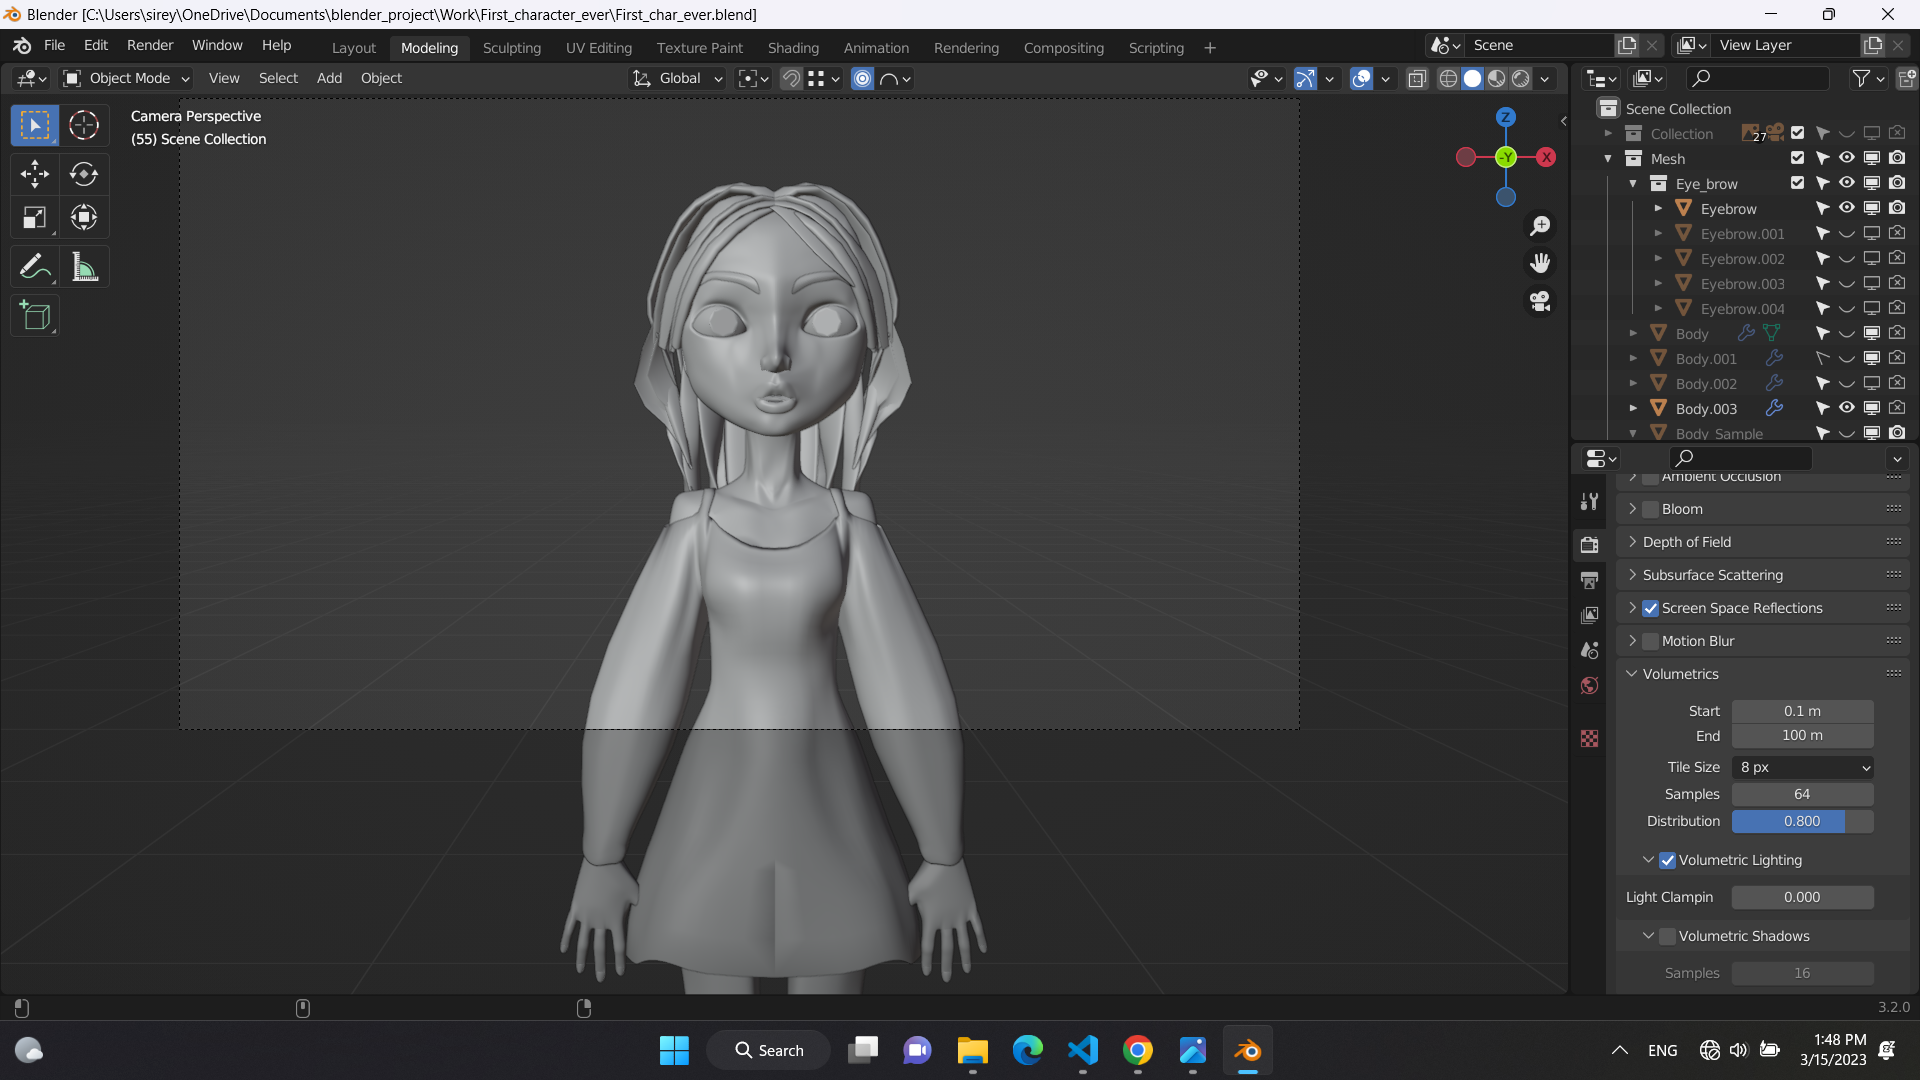 Blender [C:\Users\sirey\OneDrive\Documents\blender_project\Work\First_character_ever\First_char_ever.blend]
File Edit Render Window Help Layout Modeling Sculpting UV Editing Texture Paint Shading Animation Rendering Compositing Scripting + Scene View Layer
Object Mode View Select Add Object Global
Camera Perspective
(55) Scene Collection
Z
-Y
X
Scene Collection
Collection 27
Mesh
Eye_brow
Eyebrow
Eyebrow.001
Eyebrow.002
Eyebrow.003
Eyebrow.004
Body
Body.001
Body.002
Body.003
Body Sample
Ambient Occlusion
Bloom
Depth of Field
Subsurface Scattering
Screen Space Reflections
Motion Blur
Volumetrics
Start 0.1 m
End 100 m
Tile Size 8 px
Samples 64
Distribution 0.800
Volumetric Lighting
Light Clampin 0.000
Volumetric Shadows
Samples 16
3.2.0
Search
ENG
1:48 PM
3/15/2023